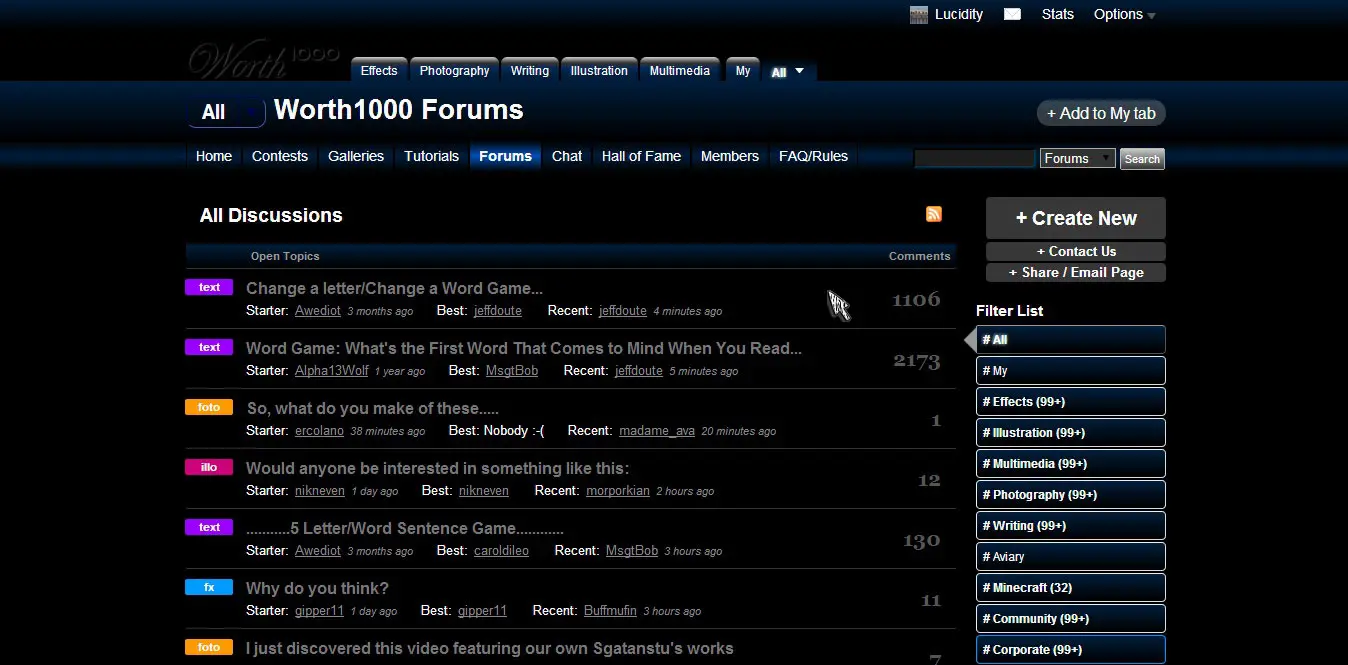 Lucidity Stats Options
Worth1000
Effects Photography Writing Illustration Multimedia My All
All Worth1000 Forums + Add to My tab
Home Contests Galleries Tutorials Forums Chat Hall of Fame Members FAQ/Rules Forums Search
All Discussions
+ Create New
+ Contact Us
+ Share / Email Page
Open Topics Comments
text Change a letter/Change a Word Game... 1106
Starter: Awediot 3 months ago Best: jeffdoute Recent: jeffdoute 4 minutes ago
text Word Game: What's the First Word That Comes to Mind When You Read... 2173
Starter: Alpha13Wolf 1 year ago Best: MsgtBob Recent: jeffdoute 5 minutes ago
foto So, what do you make of these..... 1
Starter: ercolano 38 minutes ago Best: Nobody :-( Recent: madame_ava 20 minutes ago
illo Would anyone be interested in something like this: 12
Starter: nikneven 1 day ago Best: nikneven Recent: morporkian 2 hours ago
text ...........5 Letter/Word Sentence Game............ 130
Starter: Awediot 3 months ago Best: caroldileo Recent: MsgtBob 3 hours ago
fx Why do you think? 11
Starter: gipper11 1 day ago Best: gipper11 Recent: Buffmufin 3 hours ago
foto I just discovered this video featuring our own Sgatanstu's works 7
Filter List
# All
# My
# Effects (99+)
# Illustration (99+)
# Multimedia (99+)
# Photography (99+)
# Writing (99+)
# Aviary
# Minecraft (32)
# Community (99+)
# Corporate (99+)